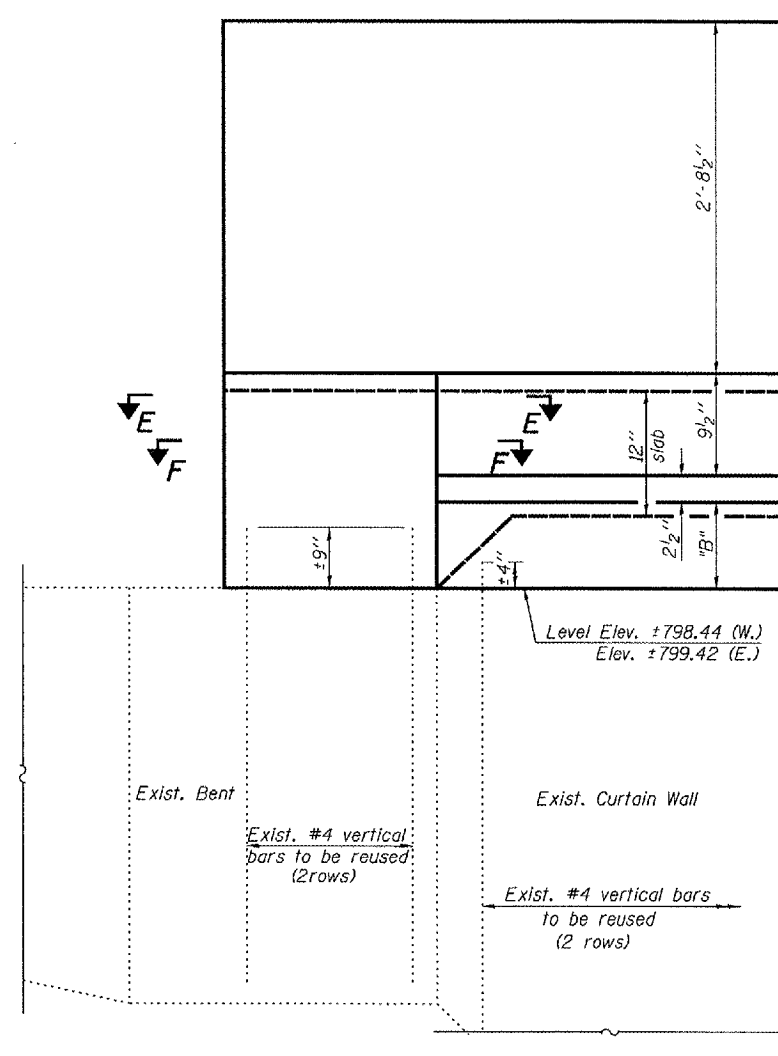 2'-8½"
E
F
E
F
12"
slab
9½"
2½"
"B"
±9"
±4"
Level Elev. ±798.44 (W.)
Elev. ±799.42 (E.)
Exist. Bent
Exist. Curtain Wall
Exist. #4 vertical
bars to be reused
(2rows)
Exist. #4 vertical bars
to be reused
(2 rows)